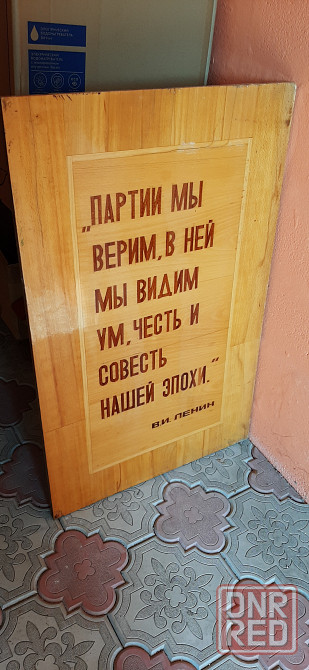 „ПАРТИИ МЫ
ВЕРИМ, В НЕЙ
МЫ ВИДИМ
УМ, ЧЕСТЬ И
СОВЕСТЬ
НАШЕЙ ЭПОХИ.“
В.И. ЛЕНИН
DNR
RED